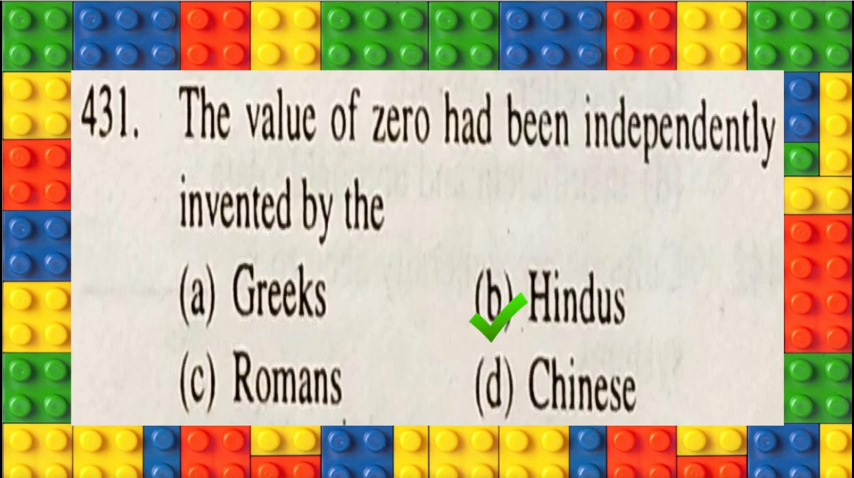 431. The value of zero had been independently
invented by the
(a) Greeks (b) Hindus
(c) Romans (d) Chinese